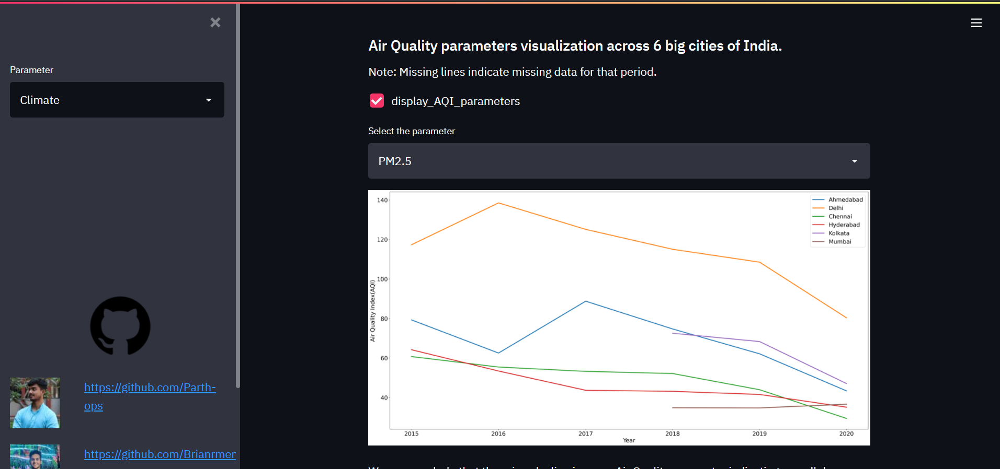 Parameter
Climate
https://github.com/Parth-
ops
https://github.com/Brianrmer
Air Quality parameters visualization across 6 big cities of India.
Note: Missing lines indicate missing data for that period.
display_AQI_parameters
Select the parameter
PM2.5
140
120
100
80
60
40
Air Quality Index(AQI)
2015 2016 2017 2018 2019 2020
Year
Ahmedabad
Delhi
Chennai
Hyderabad
Kolkata
Mumbai